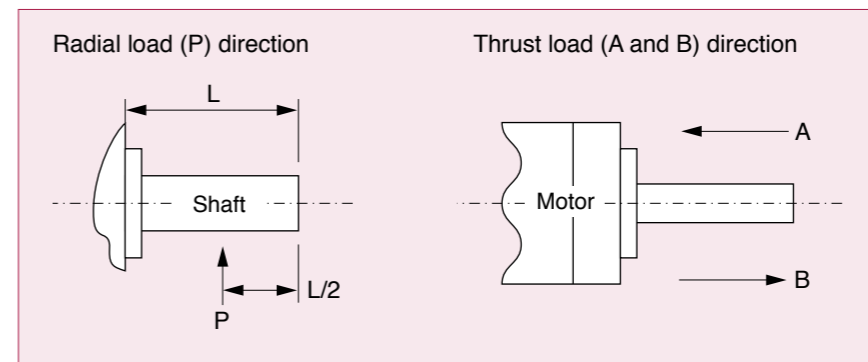 Radial load (P) direction
L
Shaft
L/2
P
Thrust load (A and B) direction
A
Motor
B